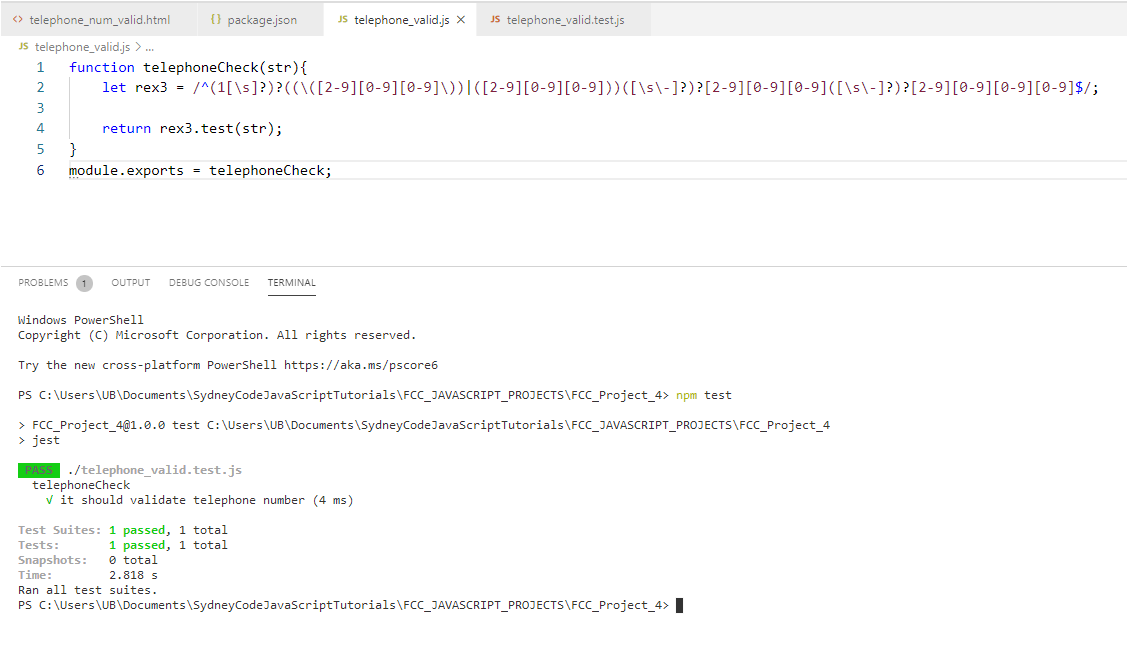 <> telephone_num_valid.html {} package.json JS telephone_valid.js × JS telephone_valid.test.js
JS telephone_valid.js > ...
1 function telephoneCheck(str){
2 let rex3 = /^(1[\s]?)?((\([2-9][0-9][0-9]\))|([2-9][0-9][0-9]))([\s\-]?)?[2-9][0-9][0-9]([\s\-]?)?[2-9][0-9][0-9][0-9]$/;
3
4 return rex3.test(str);
5 }
6 module.exports = telephoneCheck;
PROBLEMS 1 OUTPUT DEBUG CONSOLE TERMINAL
Windows PowerShell
Copyright (C) Microsoft Corporation. All rights reserved.
Try the new cross-platform PowerShell https://aka.ms/pscore6
PS C:\Users\UB\Documents\SydneyCodeJavaScriptTutorials\FCC_JAVASCRIPT_PROJECTS\FCC_Project_4> npm test
> FCC_Project_4@1.0.0 test C:\Users\UB\Documents\SydneyCodeJavaScriptTutorials\FCC_JAVASCRIPT_PROJECTS\FCC_Project_4
> jest
PASS ./telephone_valid.test.js
telephoneCheck
√ it should validate telephone number (4 ms)
Test Suites: 1 passed, 1 total
Tests: 1 passed, 1 total
Snapshots: 0 total
Time: 2.818 s
Ran all test suites.
PS C:\Users\UB\Documents\SydneyCodeJavaScriptTutorials\FCC_JAVASCRIPT_PROJECTS\FCC_Project_4>